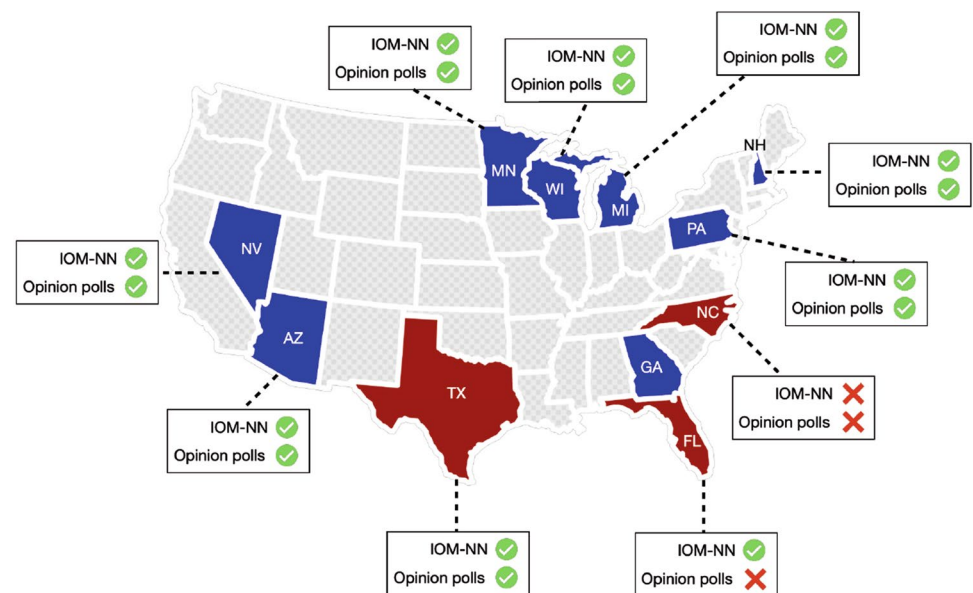 IOM-NN
Opinion polls
IOM-NN
Opinion polls
IOM-NN
Opinion polls
NH
IOM-NN
Opinion polls
MN
WI
MI
PA
NV
IOM-NN
Opinion polls
IOM-NN
Opinion polls
NC
AZ
GA
TX
IOM-NN
Opinion polls
IOM-NN
Opinion polls
FL
IOM-NN
Opinion polls
IOM-NN
Opinion polls